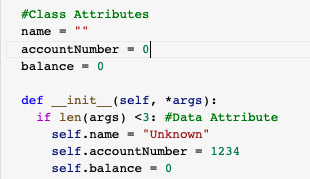 #Class Attributes
name = ""
accountNumber = 0
balance = 0
def __init__(self, *args):
if len(args) <3: #Data Attribute
self.name = "Unknown"
self.accountNumber = 1234
self.balance = 0